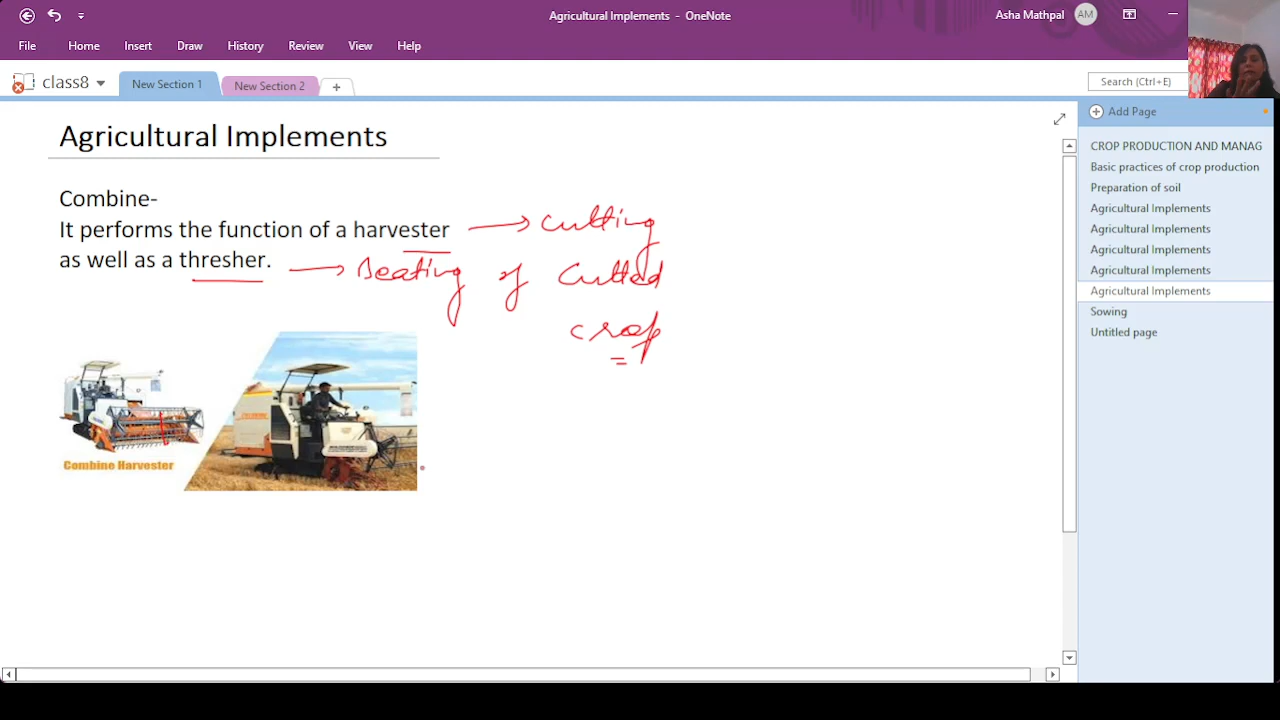 Agricultural Implements - OneNote
Asha Mathpal AM
File Home Insert Draw History Review View Help
class8 New Section 1 New Section 2 +
Search (Ctrl+E)
Add Page
Agricultural Implements
Combine-
It performs the function of a harvester → Cutting
as well as a thresher. → Beating of Cutted
crop
Combine Harvester
CROP PRODUCTION AND MANAG
Basic practices of crop production
Preparation of soil
Agricultural Implements
Agricultural Implements
Agricultural Implements
Agricultural Implements
Agricultural Implements
Sowing
Untitled page